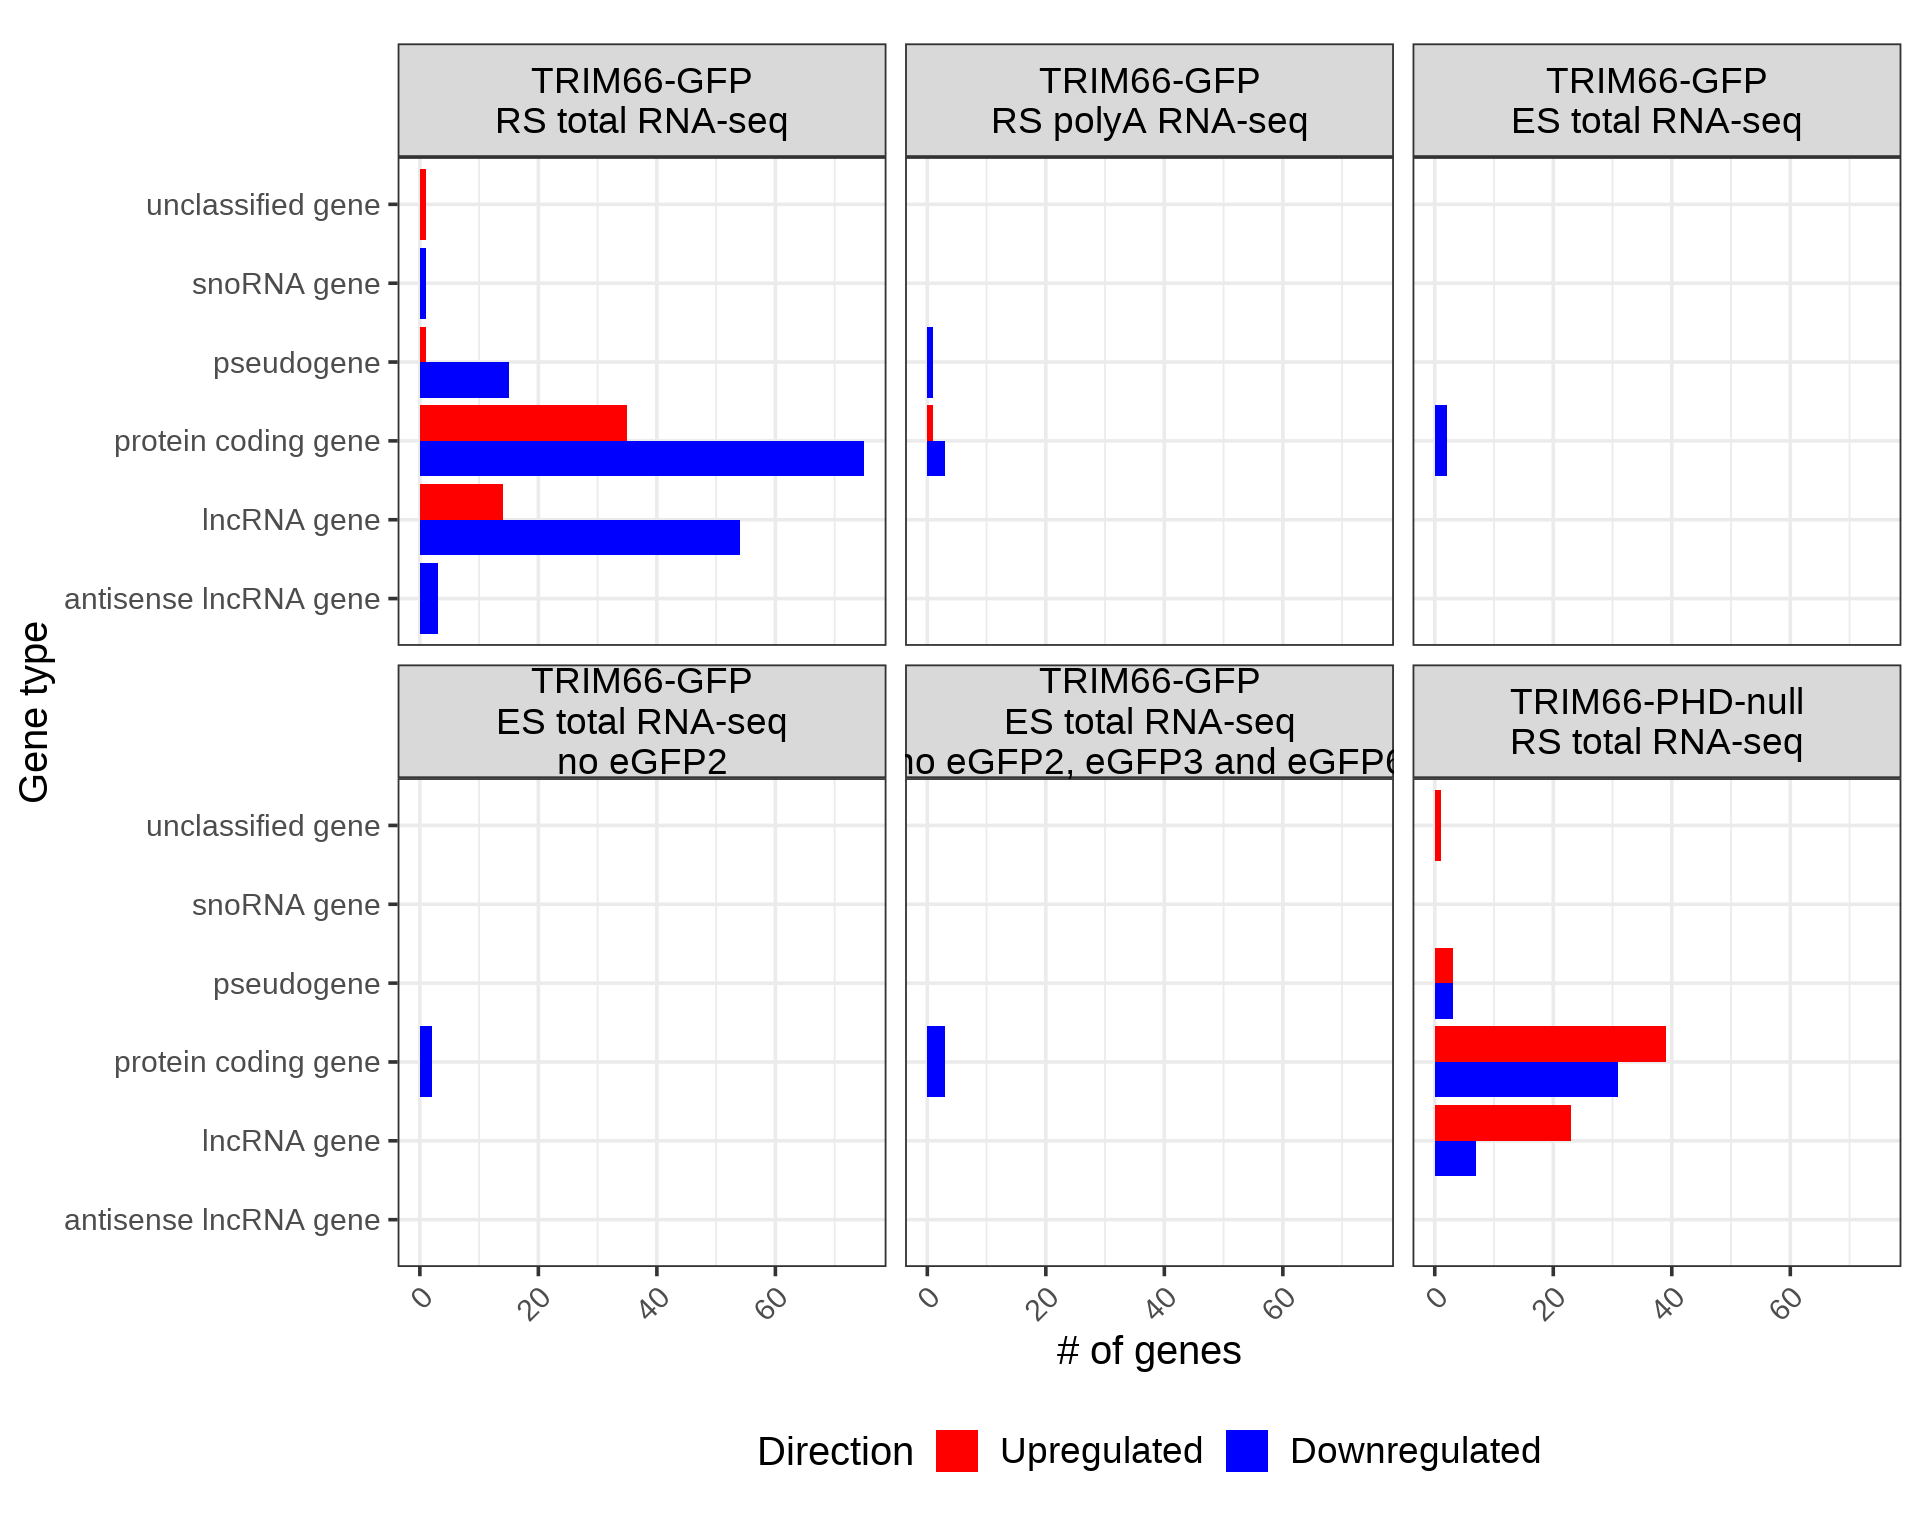 TRIM66-GFP
RS total RNA-seq
TRIM66-GFP
RS polyA RNA-seq
TRIM66-GFP
ES total RNA-seq
unclassified gene
snoRNA gene
pseudogene
protein coding gene
lncRNA gene
antisense lncRNA gene
Gene type
TRIM66-GFP
ES total RNA-seq
no eGFP2
TRIM66-GFP
ES total RNA-seq
no eGFP2, eGFP3 and eGFP6
TRIM66-PHD-null
RS total RNA-seq
unclassified gene
snoRNA gene
pseudogene
protein coding gene
lncRNA gene
antisense lncRNA gene
0 20 40 60
0 20 40 60
0 20 40 60
# of genes
Direction Upregulated Downregulated